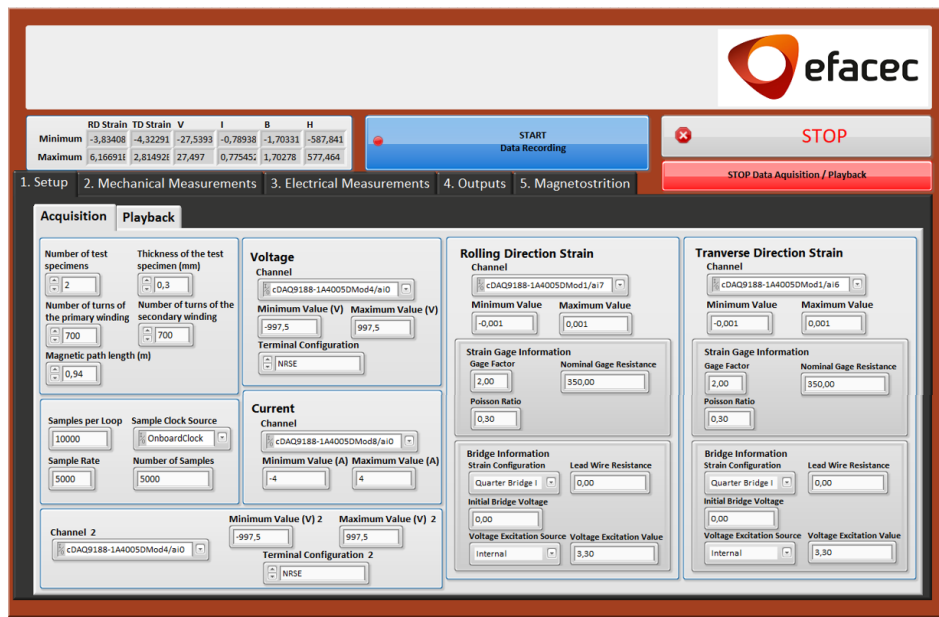 efacec
RD Strain TD Strain V I B H
Minimum -3,83408 -4,32291 -27,5393 -0,78938 -1,70331 -587,841
Maximum 6,166918 2,814928 27,497 0,775452 1,70278 577,464
START
Data Recording
STOP
STOP Data Aquisition / Playback
1. Setup 2. Mechanical Measurements 3. Electrical Measurements 4. Outputs 5. Magnetostrition
Acquisition Playback
Number of test
specimens
2
Thickness of the test
specimen (mm)
0,3
Number of turns of
the primary winding
700
Number of turns of the
secondary winding
700
Magnetic path length (m)
0,94
Samples per Loop
10000
Sample Clock Source
OnboardClock
Sample Rate
5000
Number of Samples
5000
Voltage
Channel
cDAQ9188-1A4005DMod4/ai0
Minimum Value (V) Maximum Value (V)
-997,5 997,5
Terminal Configuration
NRSE
Current
Channel
cDAQ9188-1A4005DMod8/ai0
Minimum Value (A) Maximum Value (A)
-4 4
Channel 2
cDAQ9188-1A4005DMod4/ai0
Minimum Value (V) 2 Maximum Value (V) 2
-997,5 997,5
Terminal Configuration 2
NRSE
Rolling Direction Strain
Channel
cDAQ9188-1A4005DMod1/ai7
Minimum Value Maximum Value
-0,001 0,001
Strain Gage Information
Gage Factor Nominal Gage Resistance
2,00 350,00
Poisson Ratio
0,30
Bridge Information
Strain Configuration Lead Wire Resistance
Quarter Bridge I 0,00
Initial Bridge Voltage
0,00
Voltage Excitation Source Voltage Excitation Value
Internal 3,30
Tranverse Direction Strain
Channel
cDAQ9188-1A4005DMod1/ai6
Minimum Value Maximum Value
-0,001 0,001
Strain Gage Information
Gage Factor Nominal Gage Resistance
2,00 350,00
Poisson Ratio
0,30
Bridge Information
Strain Configuration Lead Wire Resistance
Quarter Bridge I 0,00
Initial Bridge Voltage
0,00
Voltage Excitation Source Voltage Excitation Value
Internal 3,30